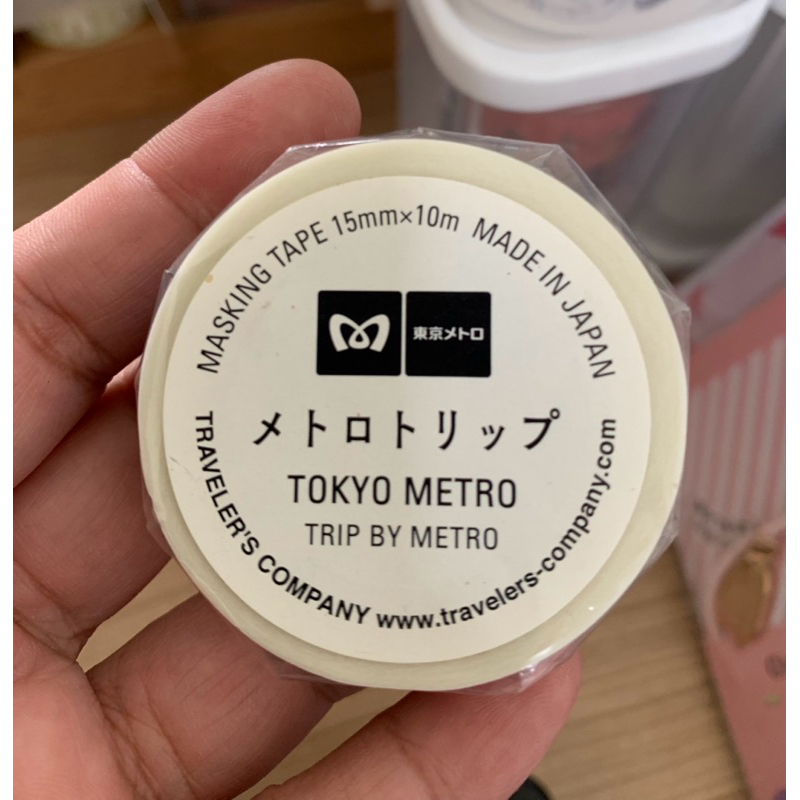 MASKING TAPE 15mm×10m MADE IN JAPAN
東京メトロ
メトロトリップ
TOKYO METRO
TRIP BY METRO
TRAVELER'S COMPANY www.travelers-company.com